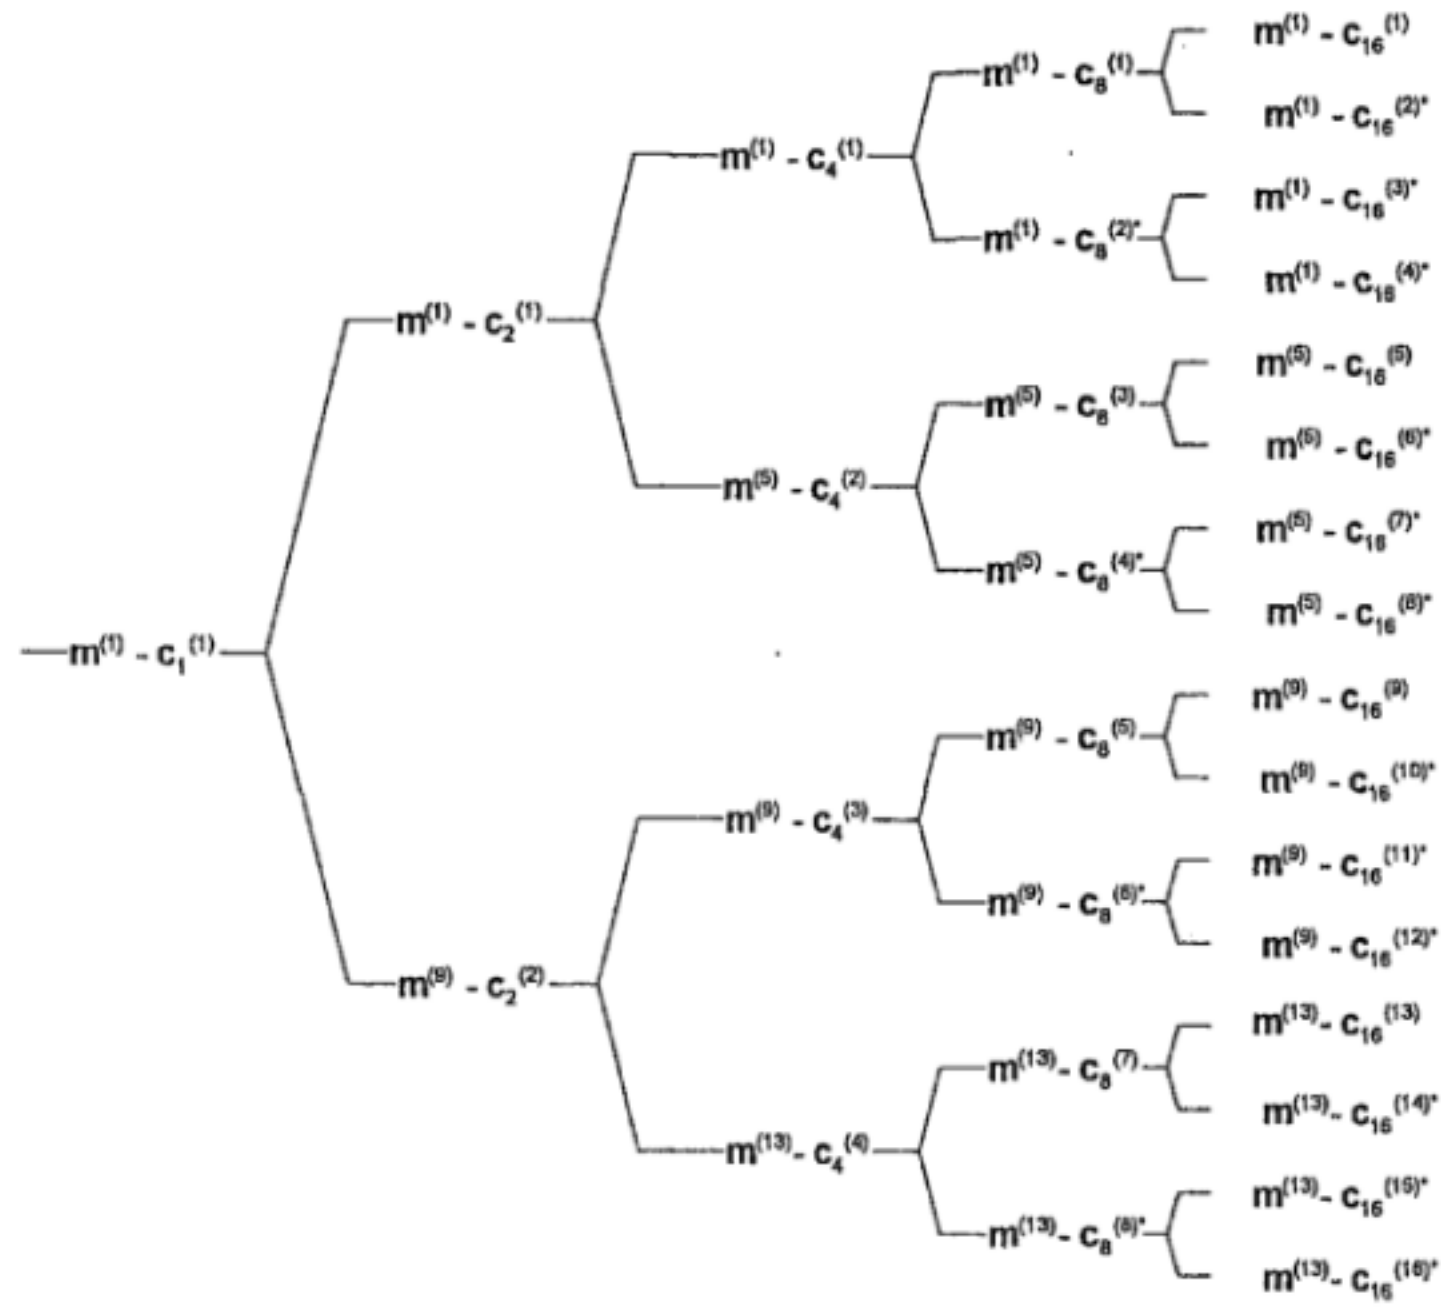 m⁽¹⁾ - c₁₆⁽¹⁾
m⁽¹⁾ - c₈⁽¹⁾
m⁽¹⁾ - c₁₆⁽²⁾*
m⁽¹⁾ - c₄⁽¹⁾
m⁽¹⁾ - c₁₆⁽³⁾*
m⁽¹⁾ - c₈⁽²⁾*
m⁽¹⁾ - c₁₆⁽⁴⁾*
m⁽¹⁾ - c₂⁽¹⁾
m⁽⁵⁾ - c₁₆⁽⁵⁾
m⁽⁵⁾ - c₈⁽³⁾
m⁽⁵⁾ - c₁₆⁽⁶⁾*
m⁽⁵⁾ - c₄⁽²⁾
m⁽⁵⁾ - c₁₆⁽⁷⁾*
m⁽⁵⁾ - c₈⁽⁴⁾*
m⁽⁵⁾ - c₁₆⁽⁸⁾*
m⁽¹⁾ - c₁⁽¹⁾
m⁽⁹⁾ - c₁₆⁽⁹⁾
m⁽⁹⁾ - c₈⁽⁵⁾
m⁽⁹⁾ - c₁₆⁽¹⁰⁾*
m⁽⁹⁾ - c₄⁽³⁾
m⁽⁹⁾ - c₁₆⁽¹¹⁾*
m⁽⁹⁾ - c₈⁽⁶⁾*
m⁽⁹⁾ - c₁₆⁽¹²⁾*
m⁽⁹⁾ - c₂⁽²⁾
m⁽¹³⁾- c₁₆⁽¹³⁾
m⁽¹³⁾- c₈⁽⁷⁾
m⁽¹³⁾- c₁₆⁽¹⁴⁾*
m⁽¹³⁾- c₄⁽⁴⁾
m⁽¹³⁾- c₁₆⁽¹⁵⁾*
m⁽¹³⁾- c₈⁽⁸⁾*
m⁽¹³⁾- c₁₆⁽¹⁶⁾*